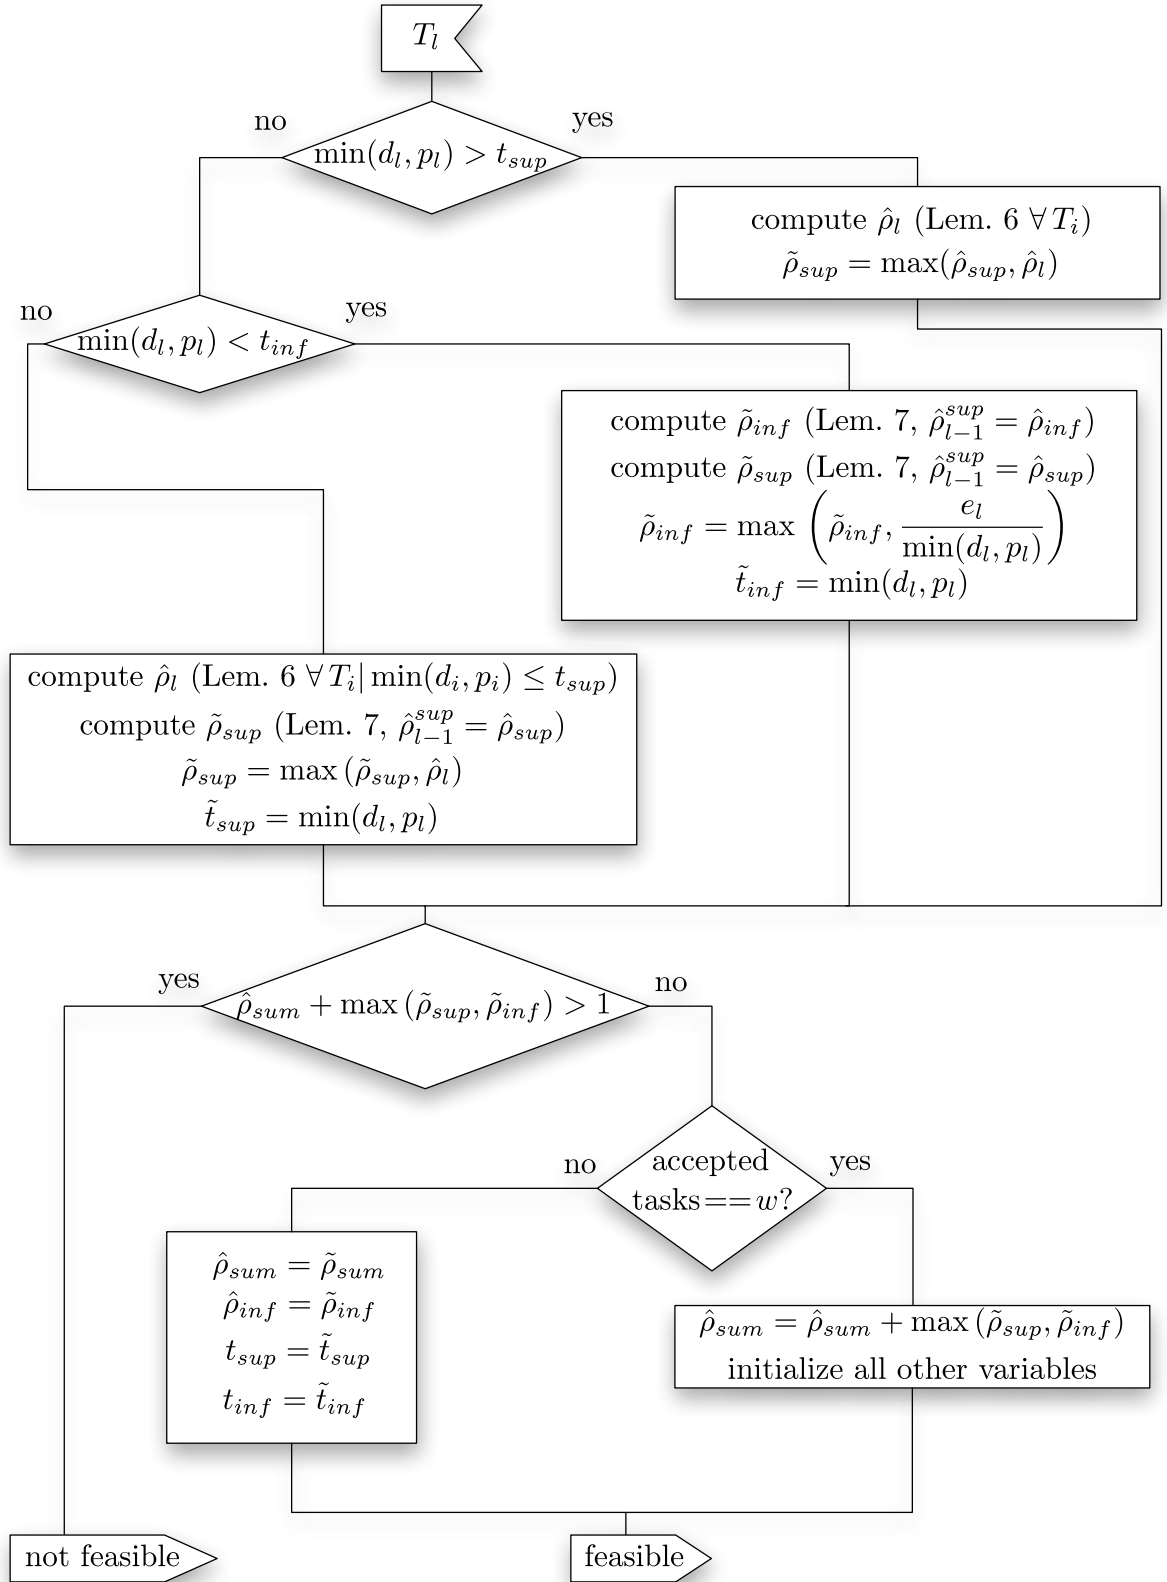 T_l
no
yes
min(d_l, p_l) > t_sup
compute ρ̂_l (Lem. 6 ∀ T_i)
ρ̃_sup = max(ρ̂_sup, ρ̂_l)
no
yes
min(d_l, p_l) < t_inf
compute ρ̃_inf (Lem. 7, ρ̂_{l−1}^{sup} = ρ̂_inf)
compute ρ̃_sup (Lem. 7, ρ̂_{l−1}^{sup} = ρ̂_sup)
ρ̃_inf = max (ρ̃_inf, e_l / min(d_l, p_l))
t̃_inf = min(d_l, p_l)
compute ρ̂_l (Lem. 6 ∀ T_i| min(d_i, p_i) ≤ t_sup)
compute ρ̃_sup (Lem. 7, ρ̂_{l−1}^{sup} = ρ̂_sup)
ρ̃_sup = max (ρ̃_sup, ρ̂_l)
t̃_sup = min(d_l, p_l)
yes
no
ρ̂_sum + max (ρ̃_sup, ρ̃_inf) > 1
no
yes
accepted
tasks==w?
ρ̂_sum = ρ̃_sum
ρ̂_inf = ρ̃_inf
t_sup = t̃_sup
t_inf = t̃_inf
ρ̂_sum = ρ̂_sum + max (ρ̃_sup, ρ̃_inf)
initialize all other variables
not feasible
feasible